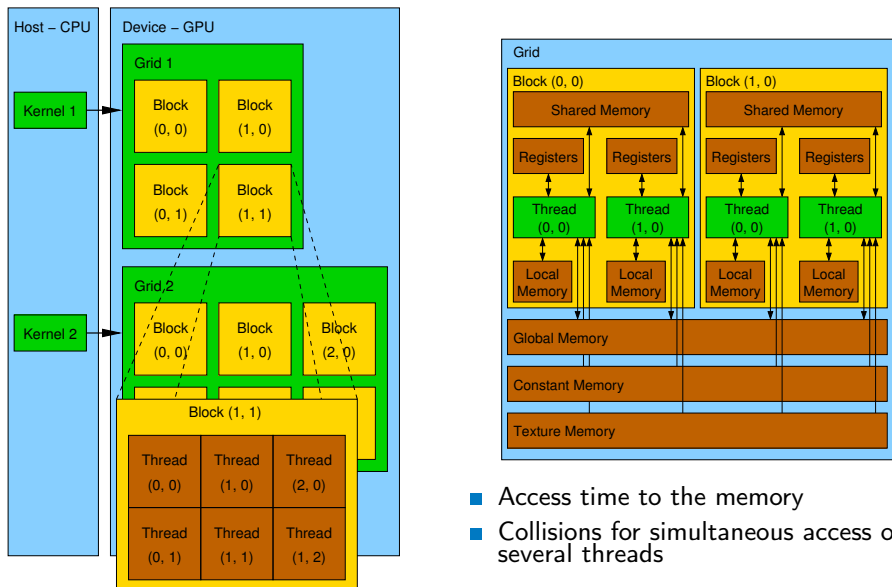 Host – CPU
Device – GPU
Grid 1
Kernel 1
Block
(0, 0)
Block
(1, 0)
Block
(0, 1)
Block
(1, 1)
Grid 2
Kernel 2
Block
(0, 0)
Block
(1, 0)
Block
(2, 0)
Block (1, 1)
Thread
(0, 0)
Thread
(1, 0)
Thread
(2, 0)
Thread
(0, 1)
Thread
(1, 1)
Thread
(1, 2)
Grid
Block (0, 0)
Block (1, 0)
Shared Memory
Shared Memory
Registers
Registers
Registers
Registers
Thread
(0, 0)
Thread
(1, 0)
Thread
(0, 0)
Thread
(1, 0)
Local
Memory
Local
Memory
Local
Memory
Local
Memory
Global Memory
Constant Memory
Texture Memory
Access time to the memory
Collisions for simultaneous access
several threads